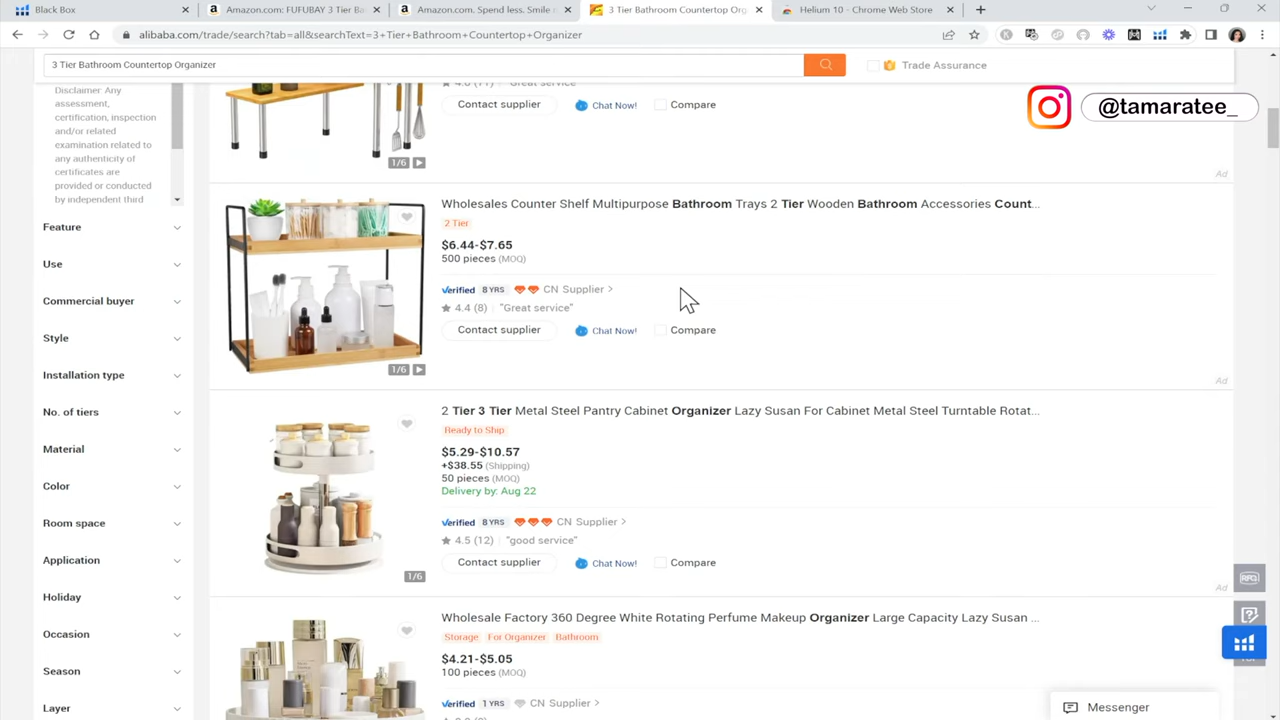 Black Box
Amazon.com: FUFUBAY 3 Tier Bat
Amazon.com. Spend less. Smile m
3 Tier Bathroom Countertop Org
Helium 10 - Chrome Web Store
alibaba.com/trade/search?tab=all&searchText=3+Tier+Bathroom+Countertop+Organizer
3 Tier Bathroom Countertop Organizer
Trade Assurance
@tamaratee_
Disclaimer: Any
assessment,
certification, inspection
and/or related
examination related to
any authenticity of
certificates are
provided or conducted
by independent third
Feature
Use
Commercial buyer
Style
Installation type
No. of tiers
Material
Color
Room space
Application
Holiday
Occasion
Season
Layer
Contact supplier
Chat Now!
Compare
1/6
Ad
Wholesales Counter Shelf Multipurpose Bathroom Trays 2 Tier Wooden Bathroom Accessories Count...
2 Tier
$6.44-$7.65
500 pieces (MOQ)
Verified 8 YRS CN Supplier >
4.4 (8) "Great service"
Contact supplier
Chat Now!
Compare
1/6
Ad
2 Tier 3 Tier Metal Steel Pantry Cabinet Organizer Lazy Susan For Cabinet Metal Steel Turntable Rotat...
Ready to Ship
$5.29-$10.57
+$38.55 (Shipping)
50 pieces (MOQ)
Delivery by: Aug 22
Verified 8 YRS CN Supplier >
4.5 (12) "good service"
Contact supplier
Chat Now!
Compare
1/6
Ad
RFQ
Wholesale Factory 360 Degree White Rotating Perfume Makeup Organizer Large Capacity Lazy Susan ...
Storage For Organizer Bathroom
$4.21-$5.05
100 pieces (MOQ)
Verified 1 YRS CN Supplier >
Messenger